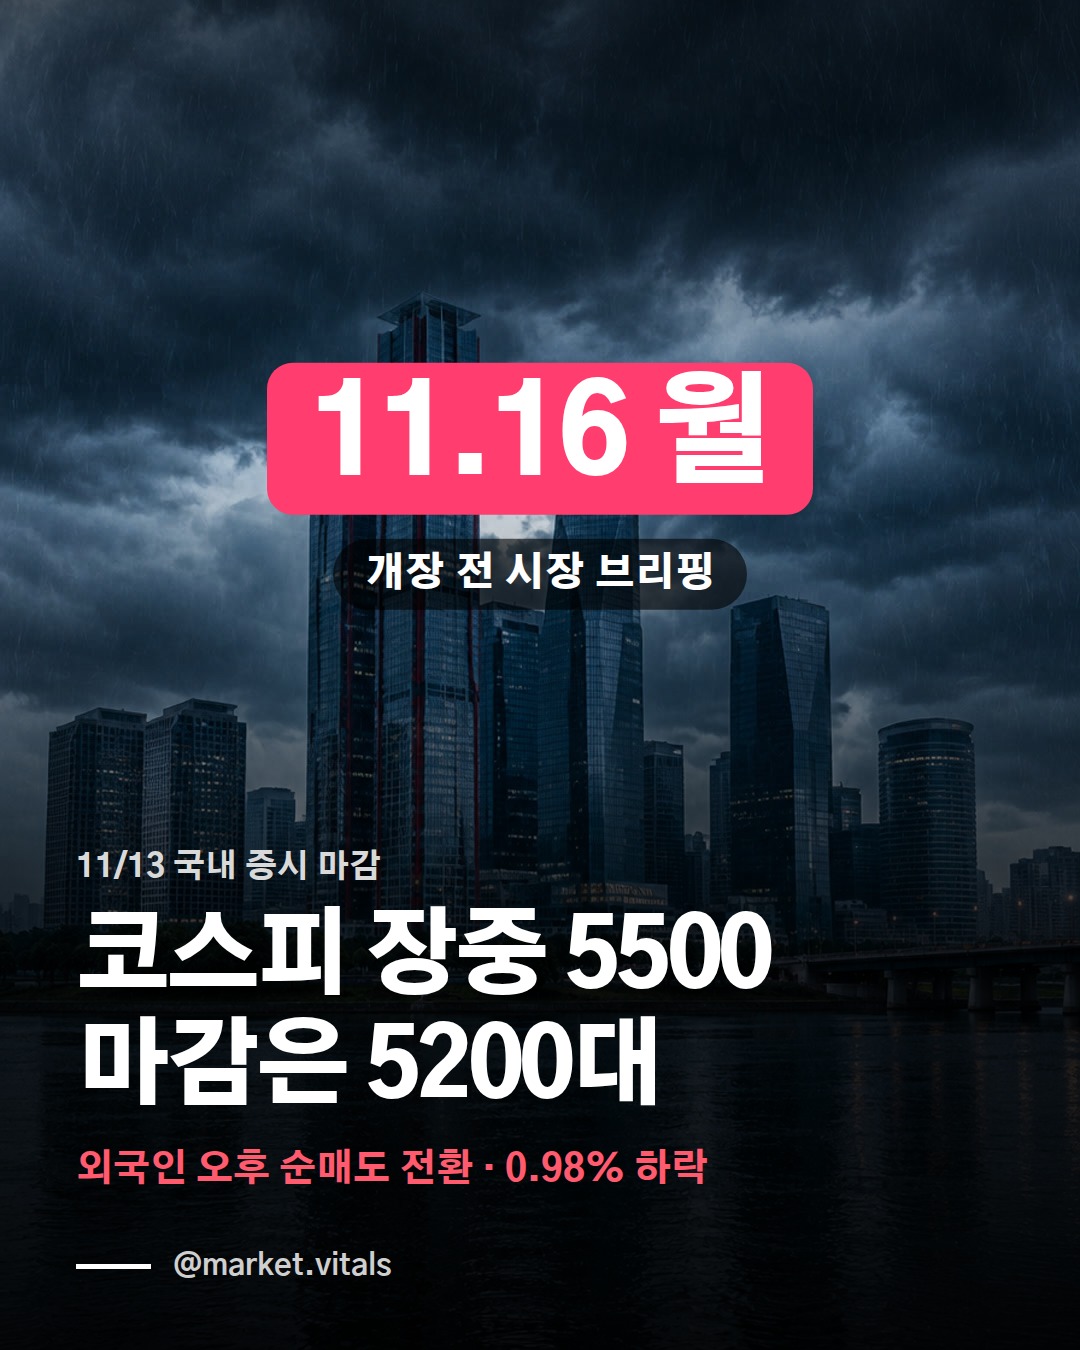 11.16 월
개장 전 시장 브리핑
11/13 국내 증시 마감
코스피 장중 5500
마감은 5200대
외국인 오후 순매도 전환 · 0.98% 하락
@market.vitals